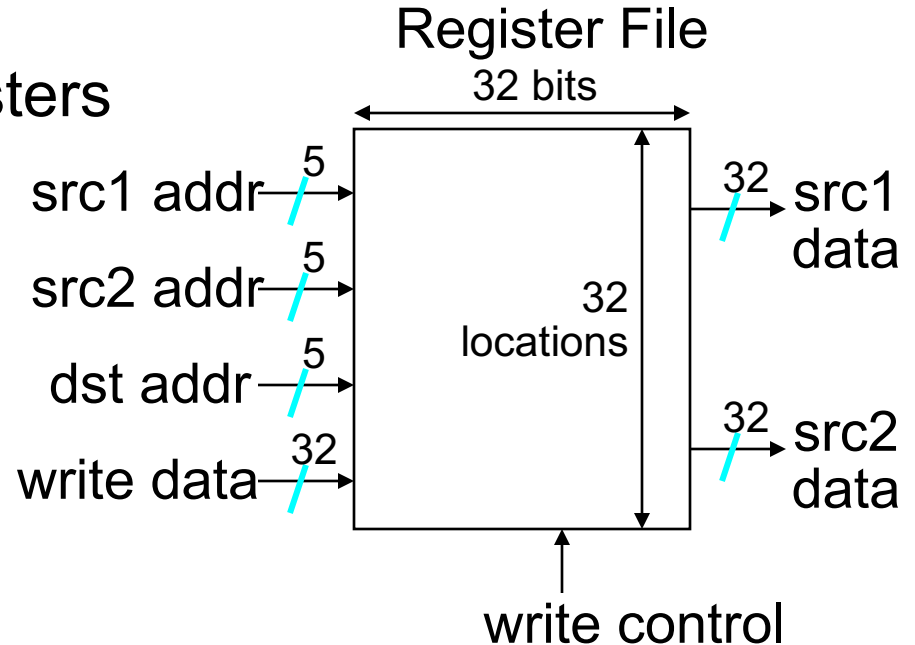 Register File
32 bits
sters
5
src1 addr
32
src1
data
5
src2 addr
32
locations
5
dst addr
32
src2
data
32
write data
write control